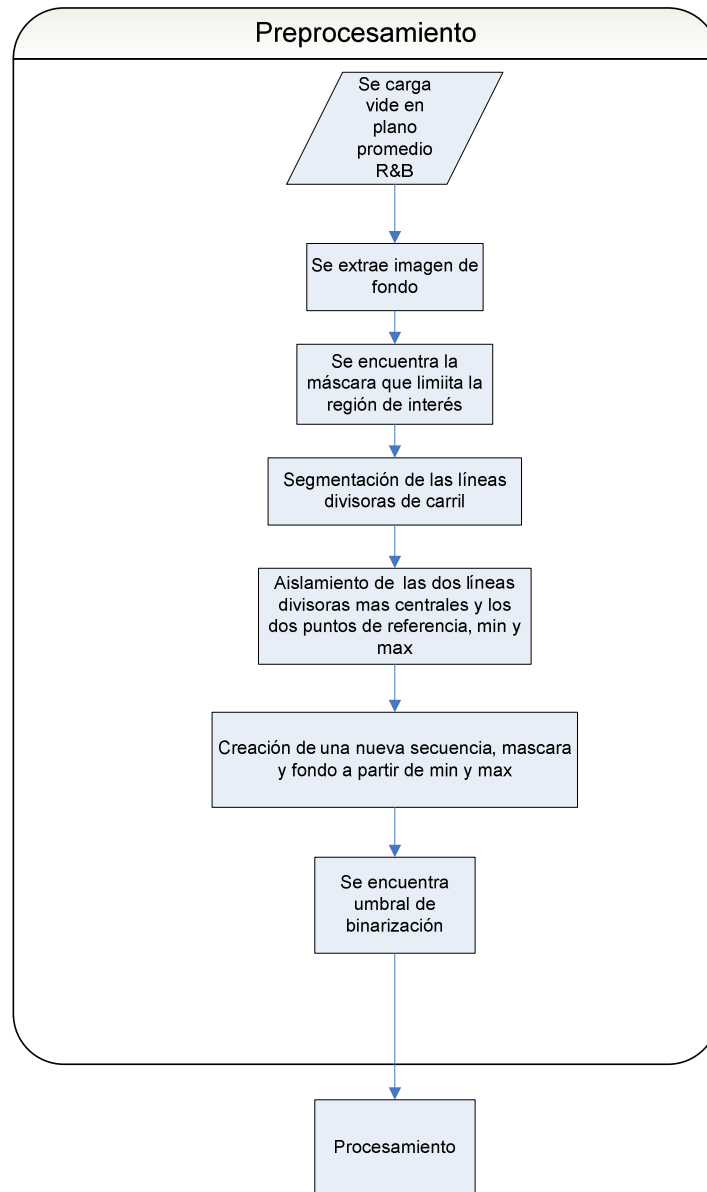 Preprocesamiento
Se carga
vide en
plano
promedio
R&B
Se extrae imagen de
fondo
Se encuentra la
máscara que limiita la
región de interés
Segmentación de las líneas
divisoras de carril
Aislamiento de las dos líneas
divisoras mas centrales y los
dos puntos de referencia, min y
max
Creación de una nueva secuencia, mascara
y fondo a partir de min y max
Se encuentra
umbral de
binarización
Procesamiento